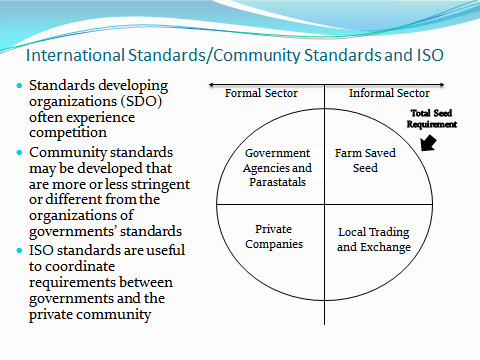 International Standards/Community Standards and ISO
Standards developing
organizations (SDO)
often experience
competition
Community standards
may be developed that
are more or less stringent
or different from the
organizations of
governments' standards
ISO standards are useful
to coordinate
requirements between
governments and the
private community
Formal Sector
Informal Sector
Total Seed
Requirement
Government
Agencies and
Parastatals
Farm Saved
Seed
Private
Companies
Local Trading
and Exchange